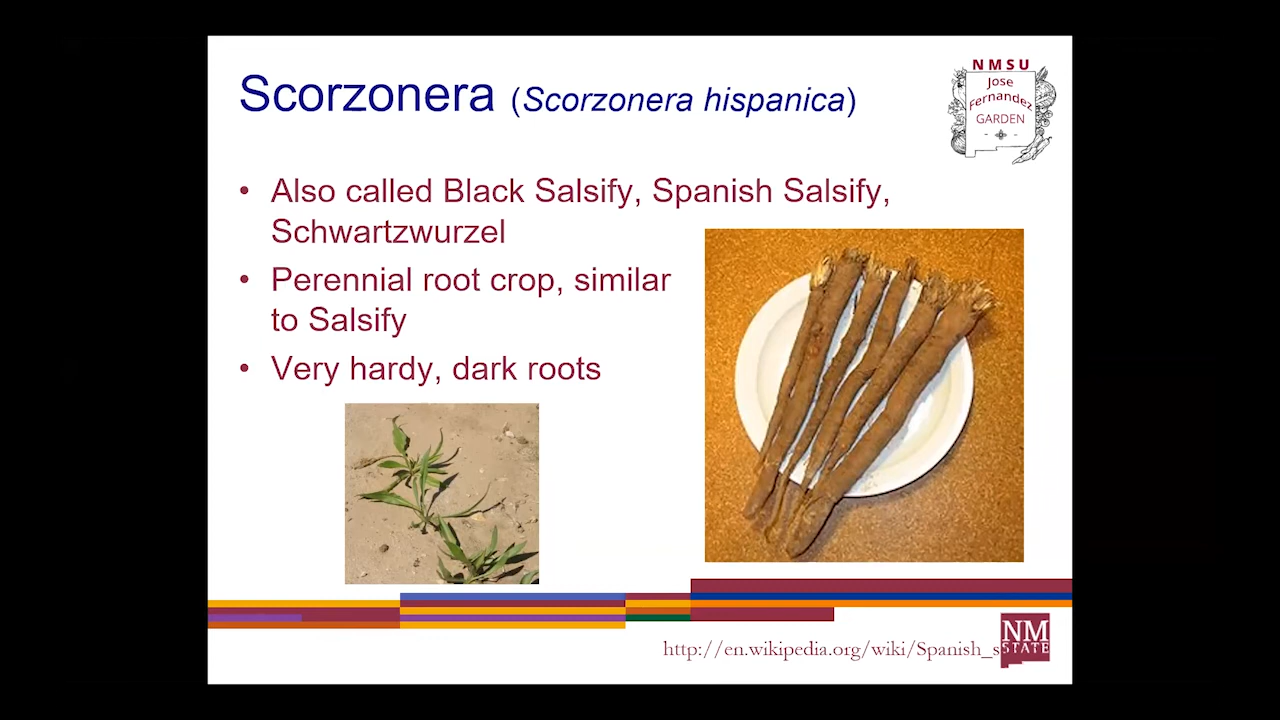 Scorzonera (Scorzonera hispanica)
NMSU
Jose
Fernandez
GARDEN
• Also called Black Salsify, Spanish Salsify,
Schwartzwurzel
• Perennial root crop, similar
to Salsify
• Very hardy, dark roots
http://en.wikipedia.org/wiki/Spanish_s
NM
STATE